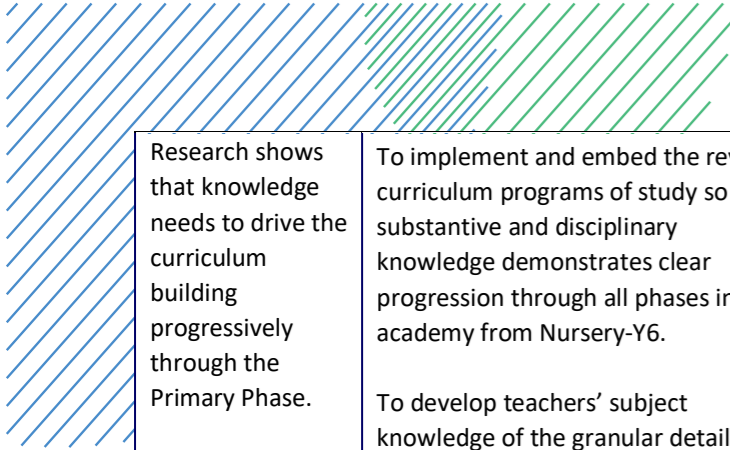 Research shows
that knowledge
needs to drive the
curriculum
building
progressively
through the
Primary Phase.
To implement and embed the
curriculum programs of study so
substantive and disciplinary
knowledge demonstrates clear
progression through all phases
academy from Nursery-Y6.
To develop teachers’ subject
knowledge of the granular detail